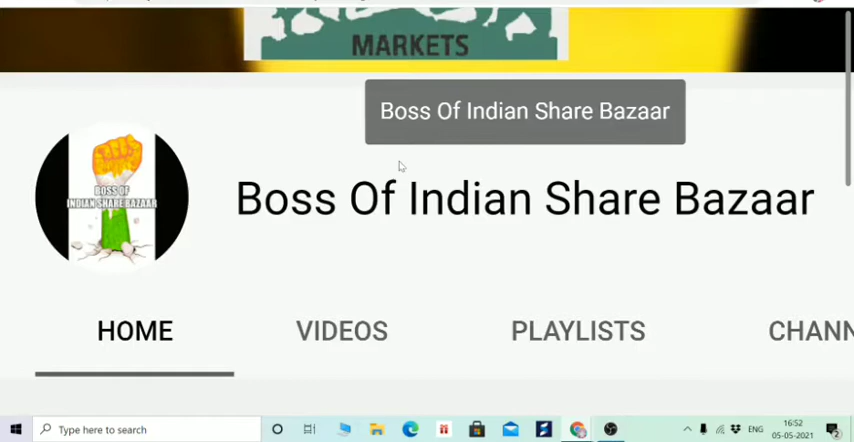 MARKETS
Boss Of Indian Share Bazaar
BOSS OF
INDIAN SHARE BAZAAR
Boss Of Indian Share Bazaar
HOME VIDEOS PLAYLISTS CHANN
Type here to search
ENG
16:52
05-05-2021
2